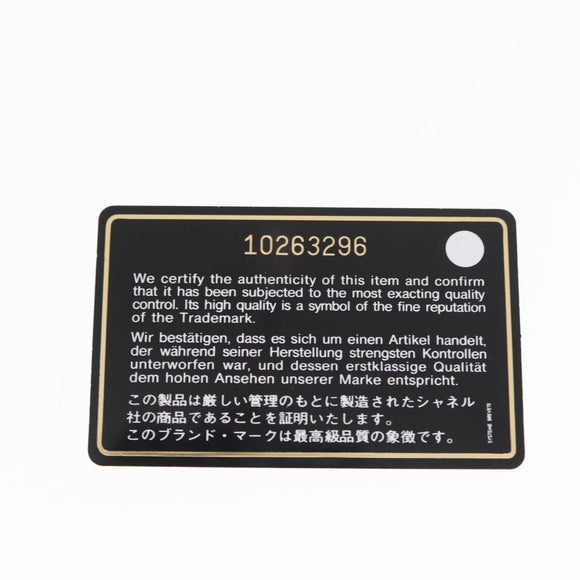 10263296
We certify the authenticity of this item and confirm
that it has been subjected to the most exacting quality
control. Its high quality is a symbol of the fine reputation
of the Trademark.
Wir bestätigen, dass es sich um einen Artikel handelt,
der während seiner Herstellung strengsten Kontrollen
unterworfen war, und dessen erstklassige Qualität
dem hohen Ansehen unserer Marke entspricht.
この製品は厳しい管理のもとに製造されたシャネル
社の商品であることを証明いたします。
このブランド・マークは最高級品質の象徴です。
SYSTEME BREVETE